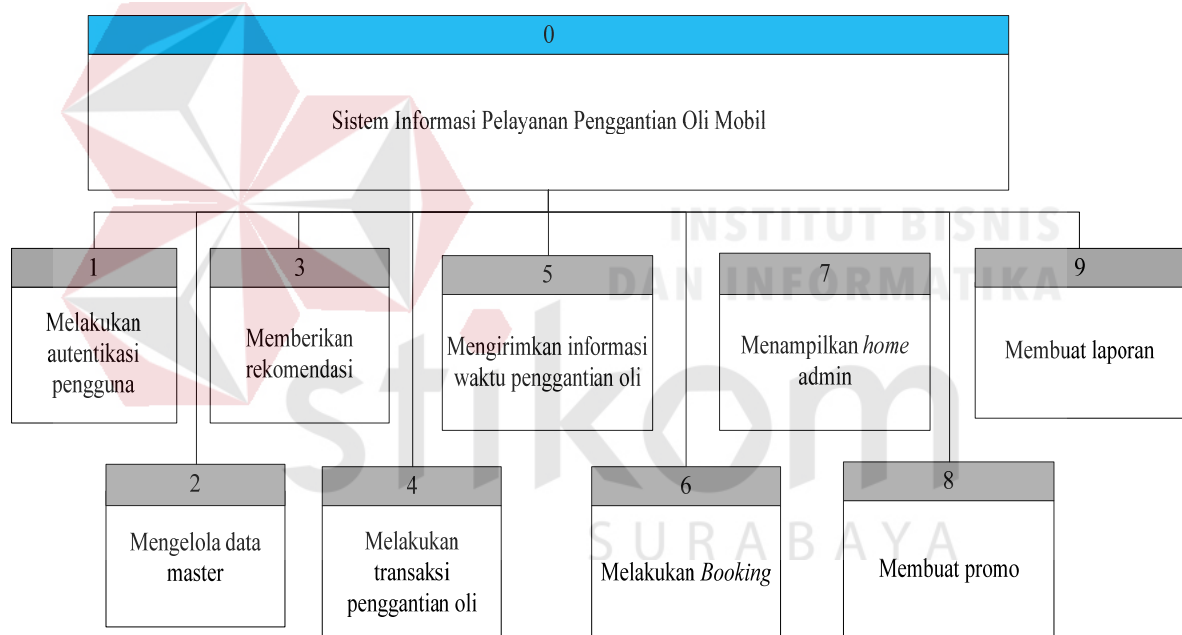 0
Sistem Informasi Pelayanan Penggantian Oli Mobil
INSTITUT BISNIS
DAN INFORMATIKA
1
Melakukan
autentikasi
pengguna
3
Memberikan
rekomendasi
5
Mengirimkan informasi
waktu penggantian oli
7
Menampilkan home
admin
9
Membuat laporan
stikom
SURABAYA
2
Mengelola data
master
4
Melakukan
transaksi
penggantian oli
6
Melakukan Booking
8
Membuat promo